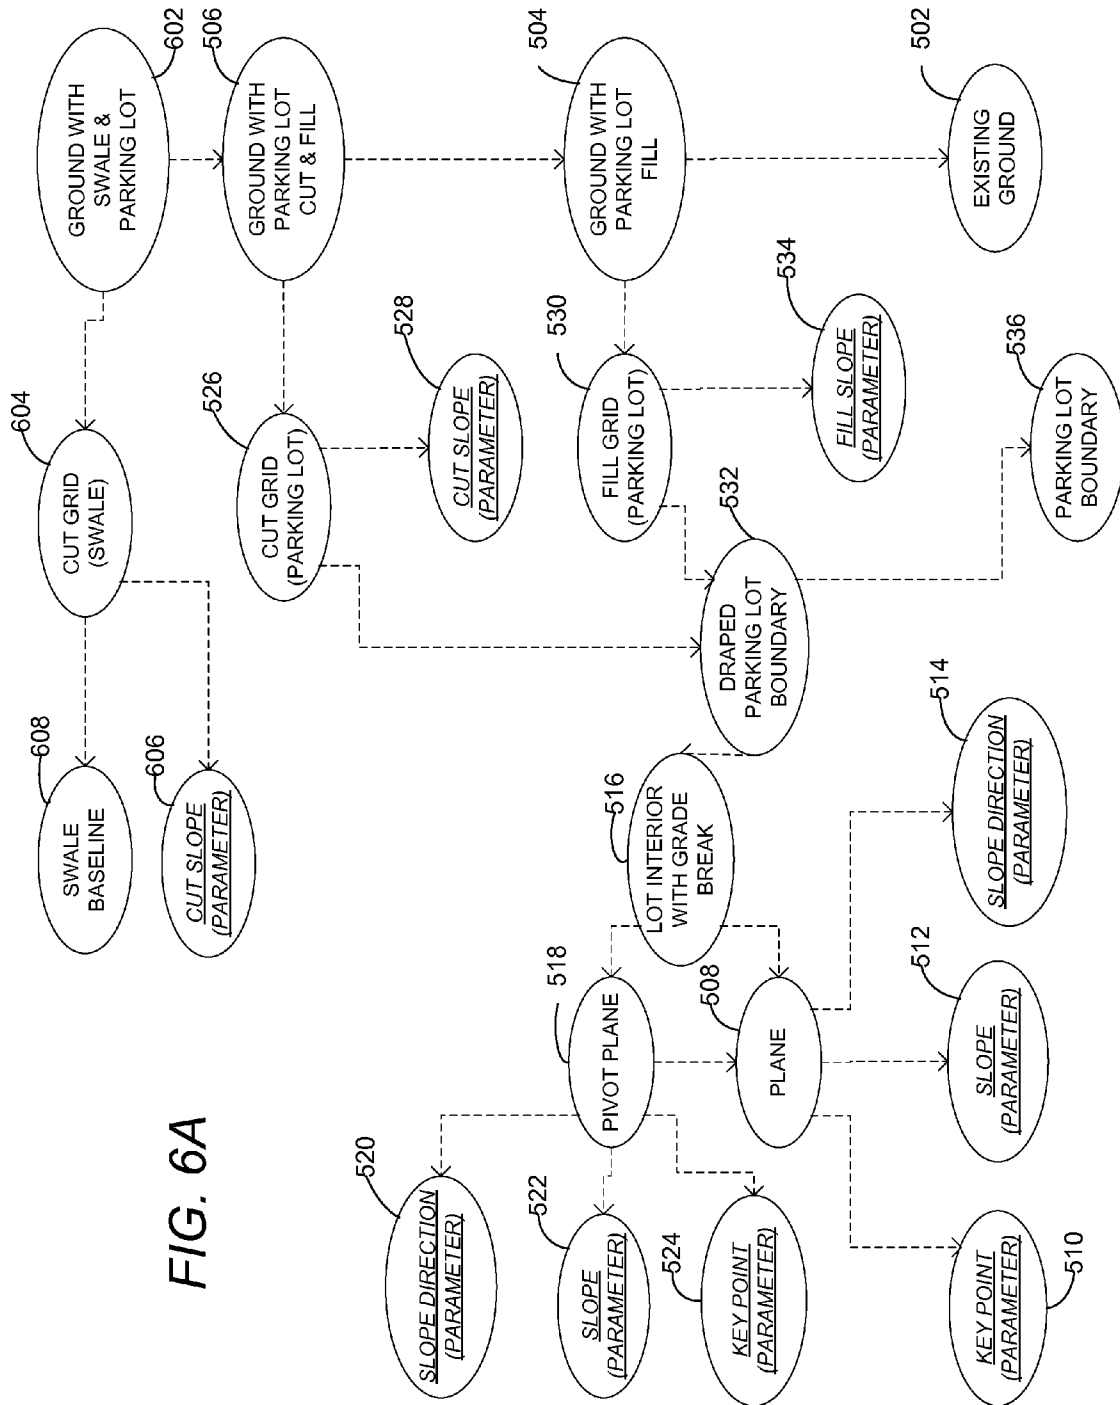 FIG. 6A
GROUND WITH
SWALE &
PARKING LOT
602
GROUND WITH
PARKING LOT
CUT & FILL
506
GROUND WITH
PARKING LOT
FILL
504
EXISTING
GROUND
502
CUT GRID
(SWALE)
604
CUT GRID
(PARKING LOT)
526
CUT SLOPE
(PARAMETER)
528
FILL GRID
(PARKING LOT)
530
FILL SLOPE
(PARAMETER)
534
DRAPED
PARKING LOT
BOUNDARY
532
PARKING LOT
BOUNDARY
536
SWALE
BASELINE
608
CUT SLOPE
(PARAMETER)
606
LOT INTERIOR
WITH GRADE
BREAK
516
SLOPE DIRECTION
(PARAMETER)
514
PIVOT PLANE
518
PLANE
508
SLOPE
(PARAMETER)
512
SLOPE DIRECTION
(PARAMETER)
520
SLOPE
(PARAMETER)
522
KEY POINT
(PARAMETER)
524
KEY POINT
(PARAMETER)
510